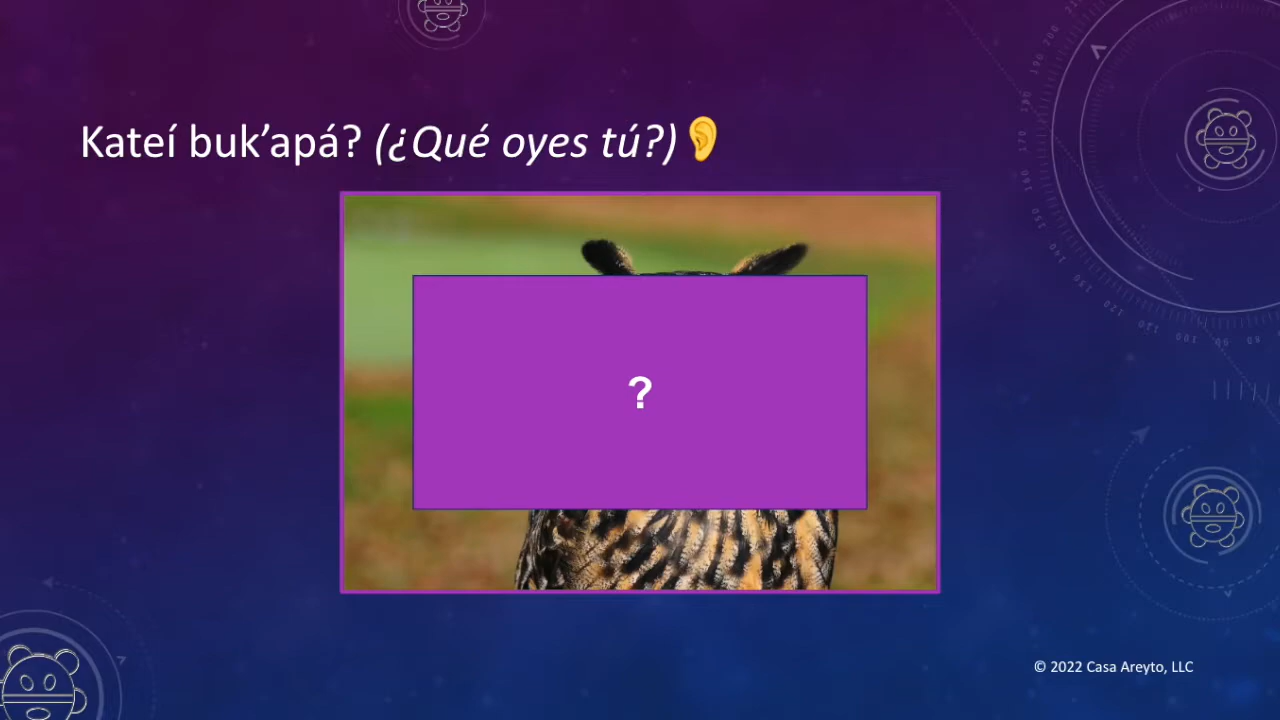 Kateí buk’apá? (¿Qué oyes tú?)
?
© 2022 Casa Areyto, LLC